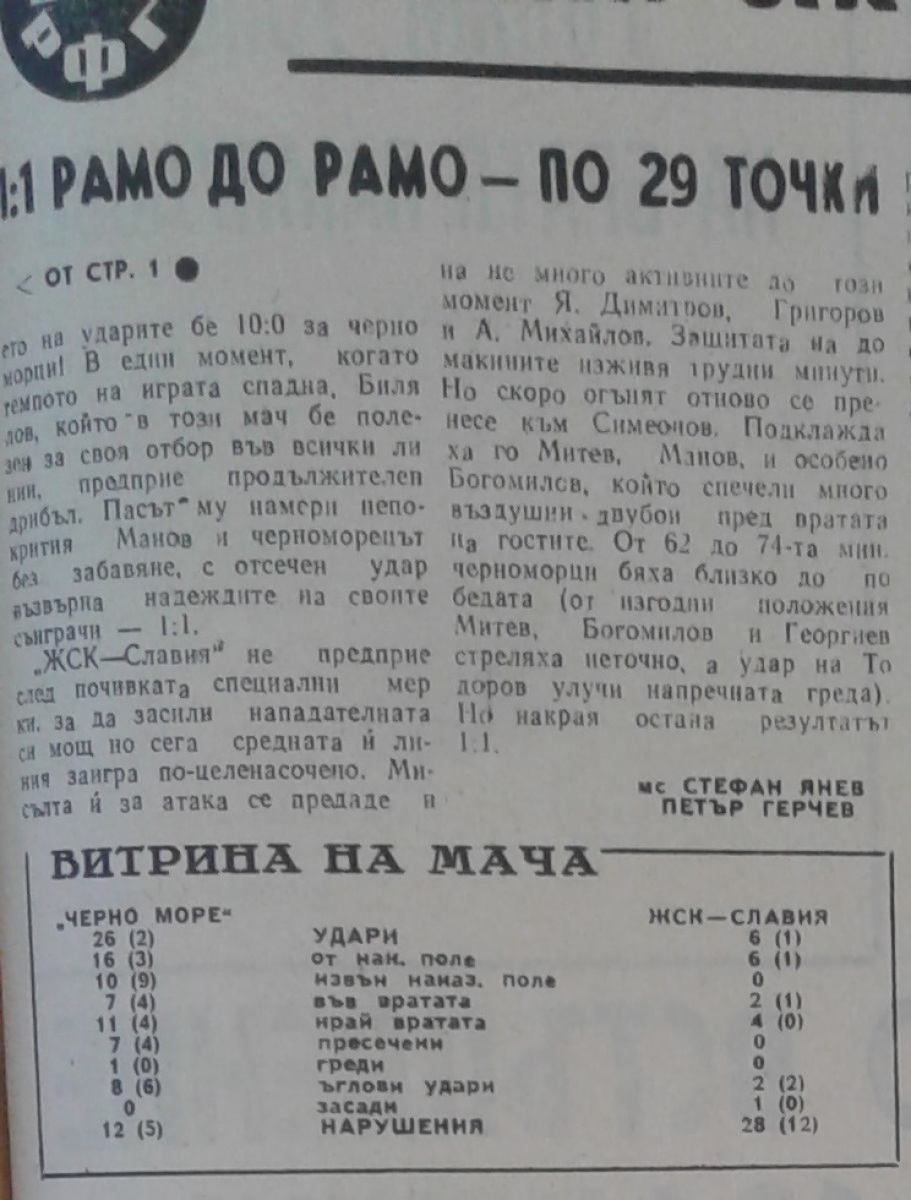 РФГ
1:1 РАМО ДО РАМО — ПО 29 ТОЧКИ
< ОТ СТР. 1 ●
ето на ударите бе 10:0 за черно
морци! В един момент, когато
темпото на играта спадна, Биля
лов, който в този мач бе поле-
зен за своя отбор във всички ли
нии, предприе продължителен
дрибъл. Пасът му намери непо-
крития Манов и черноморецът
без забавяне, с отсечен удар
възвърна надеждите на своите
съиграчи — 1:1.
„ЖСК—Славия" не предприе
след почивката специални мер
ки, за да засили нападателната
си мощ но сега средната ѝ ли-
ния заигра по-целенасочено. Ми-
сълта ѝ за атака се предаде и
на не много активните до този
момент Я. Димитров, Григоров
и А. Михайлов. Защитата на до
макините изживя трудни минути.
Но скоро огънят отново се пре-
несе към Симеонов. Подклажда
ха го Митев, Манов, и особено
Богомилов, който спечели много
въздушни двубои пред вратата
на гостите. От 62 до 74-та мин.
черноморци бяха близко до по
бедата (от изгодни положения
Митев, Богомилов и Георгиев
стреляха неточно, а удар на То
доров улучи напречната греда).
Но накрая остана резултатът
1:1.
мс СТЕФАН ЯНЕВ
ПЕТЪР ГЕРЧЕВ
ВИТРИНА НА МАЧА
„ЧЕРНО МОРЕ" ЖСК—СЛАВИЯ
26 (2) УДАРИ 6 (1)
16 (3) от нак. поле 6 (1)
10 (9) извън наказ. поле 0
7 (4) във вратата 2 (1)
11 (4) край вратата 4 (0)
7 (4) пресечени 0
1 (0) греди 0
8 (6) ъглови удари 2 (2)
0 засади 1 (0)
12 (5) НАРУШЕНИЯ 28 (12)